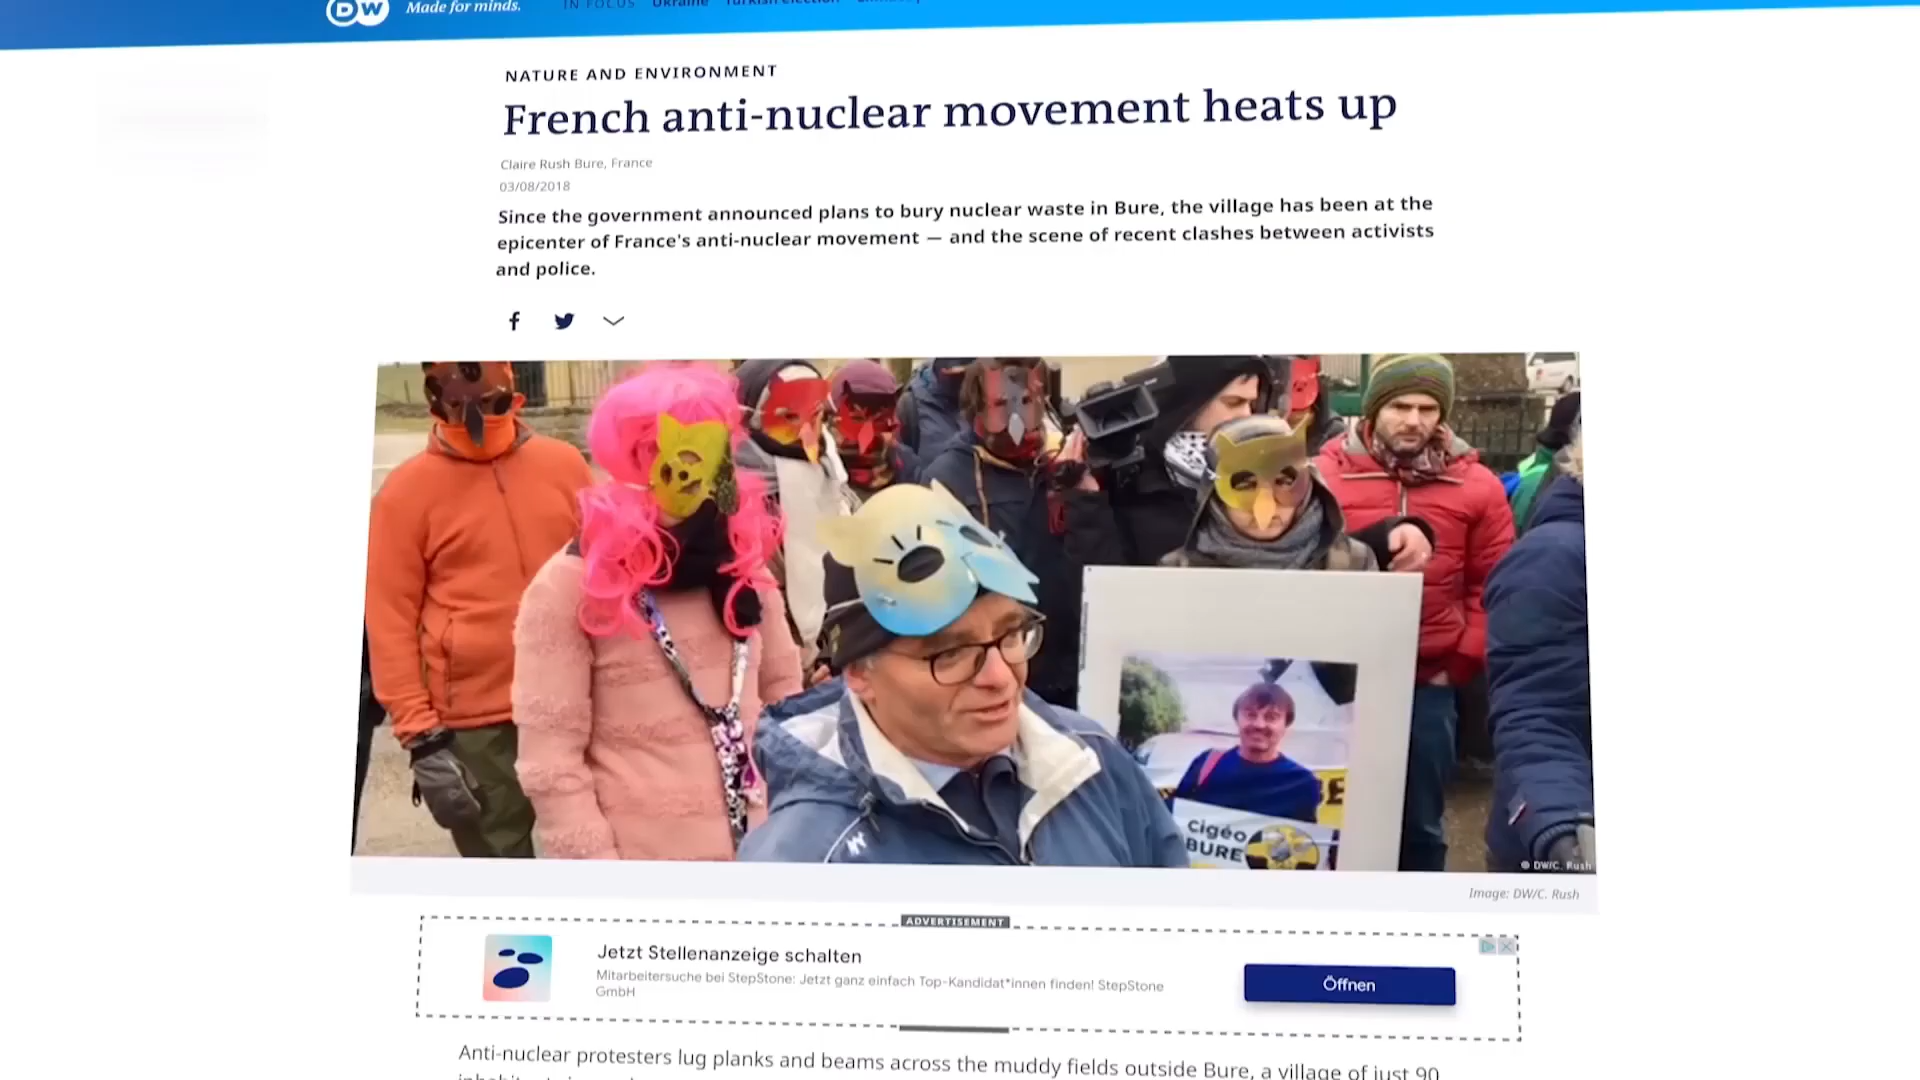 DW Made for minds. IN FOCUS Ukraine Turkish election
NATURE AND ENVIRONMENT
French anti-nuclear movement heats up
Claire Rush Bure, France
03/08/2018
Since the government announced plans to bury nuclear waste in Bure, the village has been at the
epicenter of France's anti-nuclear movement — and the scene of recent clashes between activists
and police.
Cigéo
BURE
© DW/C. Rush
Image: DW/C. Rush
ADVERTISEMENT
Jetzt Stellenanzeige schalten
Mitarbeitersuche bei StepStone: Jetzt ganz einfach Top-Kandidat*innen finden! StepStone
GmbH
Öffnen
Anti-nuclear protesters lug planks and beams across the muddy fields outside Bure, a village of just 90